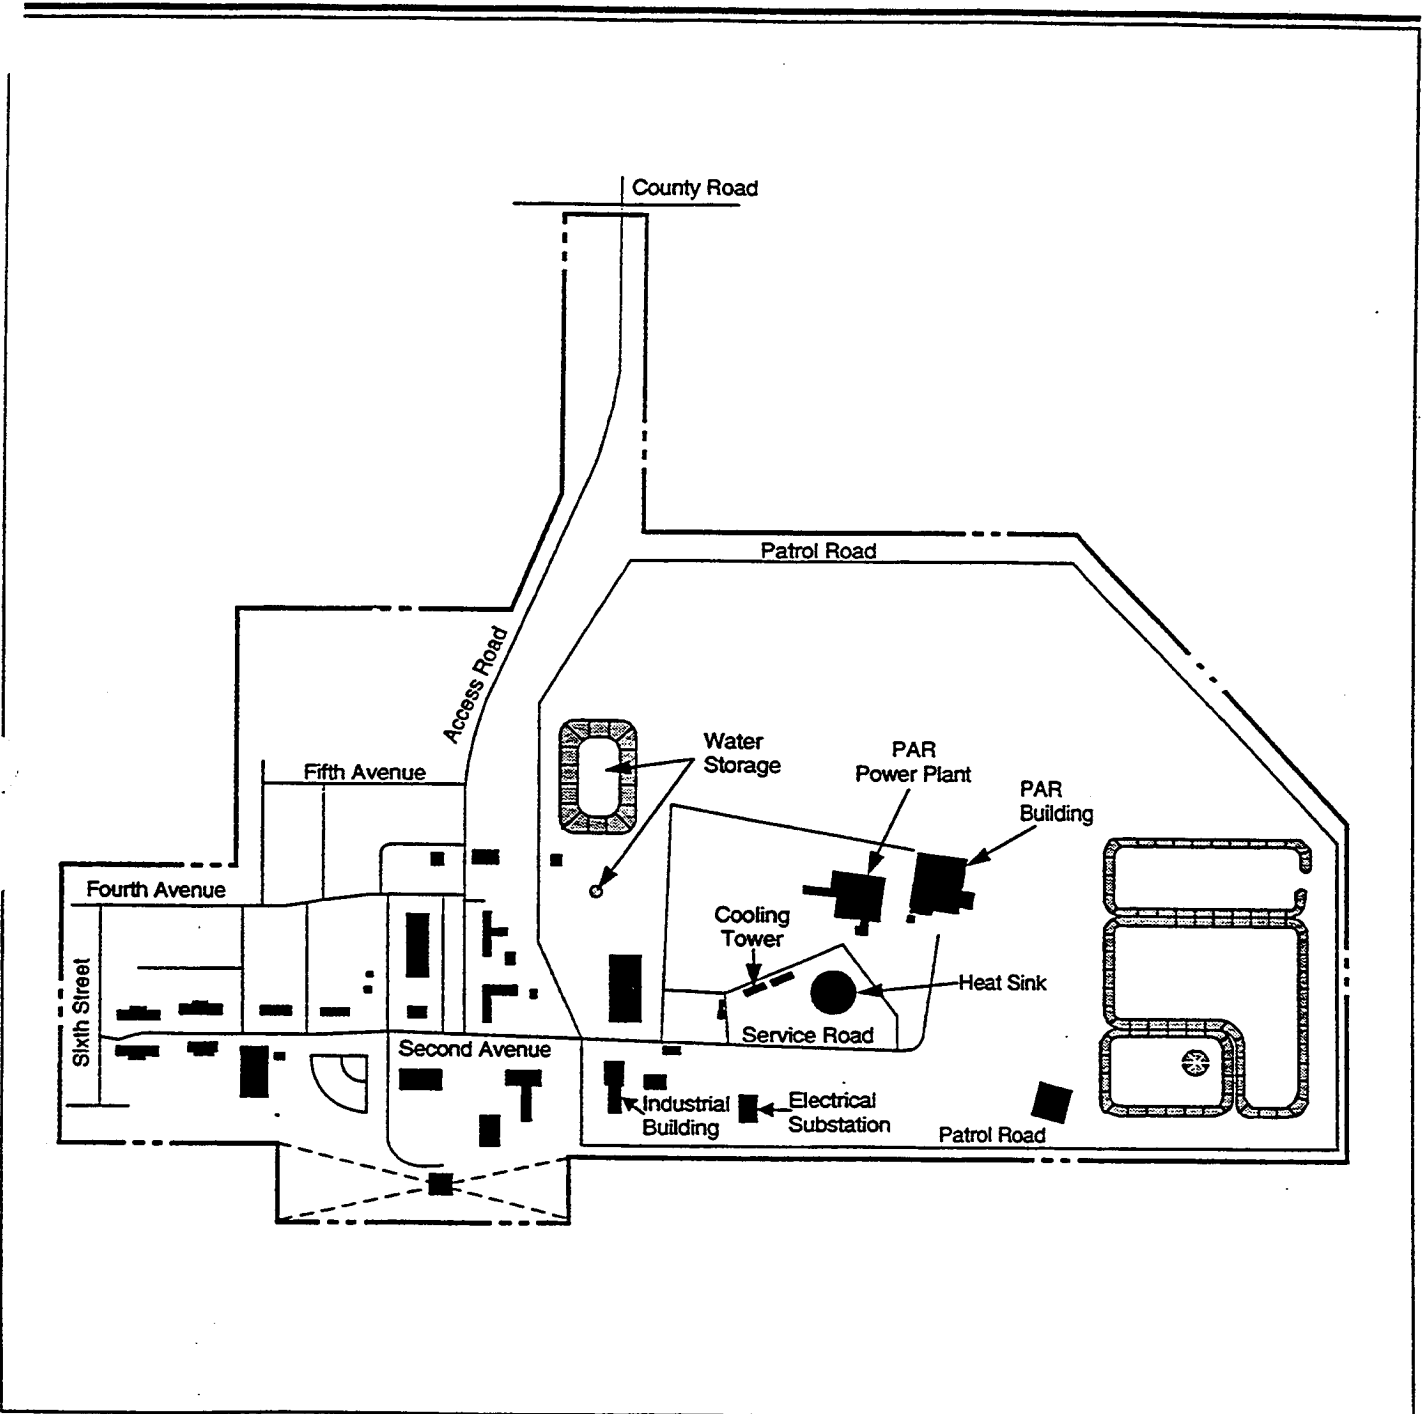 County Road
Patrol Road
Access Road
Water
Storage
PAR
Power Plant
PAR
Building
Fifth Avenue
Fourth Avenue
Cooling
Tower
Sixth Street
Heat Sink
Service Road
Second Avenue
Industrial
Building
Electrical
Substation
Patrol Road